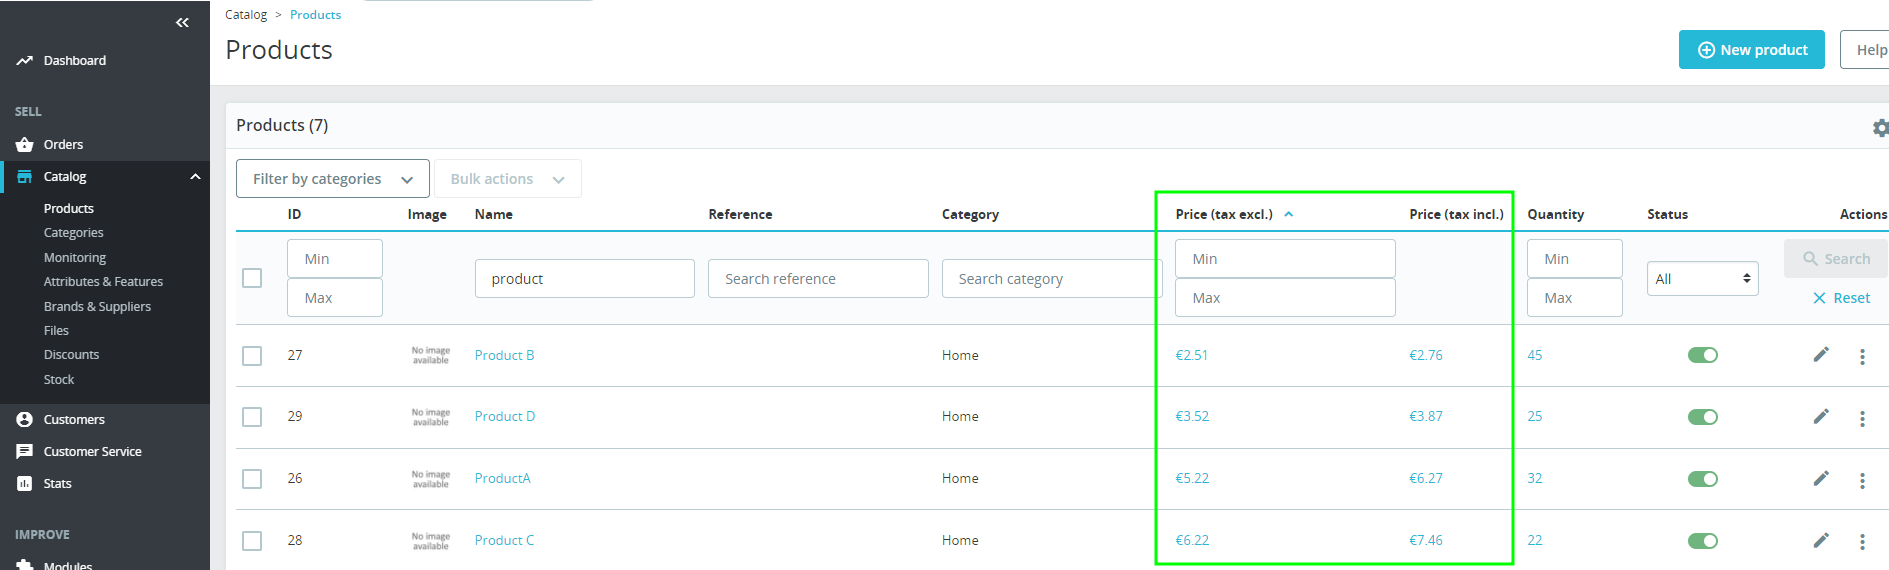 Catalog > Products
Products
New product
Help
Dashboard
SELL
Orders
Catalog
Products
Categories
Monitoring
Attributes & Features
Brands & Suppliers
Files
Discounts
Stock
Customers
Customer Service
Stats
IMPROVE
Modules
Products (7)
Filter by categories
Bulk actions
ID Image Name Reference Category Price (tax excl.) Price (tax incl.) Quantity Status Actions
Min Min Min Search
product Search reference Search category All
Max Max Max Reset
27 No image available Product B Home €2.51 €2.76 45
29 No image available Product D Home €3.52 €3.87 25
26 No image available ProductA Home €5.22 €6.27 32
28 No image available Product C Home €6.22 €7.46 22